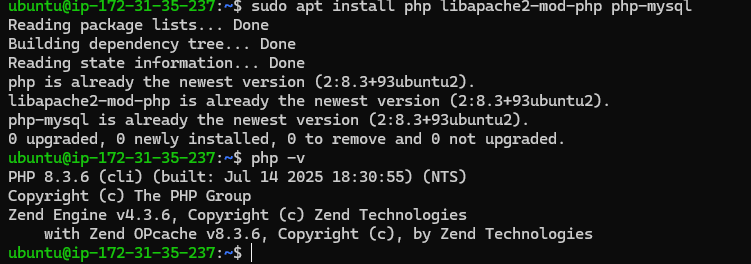 ubuntu@ip-172-31-35-237:~$ sudo apt install php libapache2-mod-php php-mysql
Reading package lists... Done
Building dependency tree... Done
Reading state information... Done
php is already the newest version (2:8.3+93ubuntu2).
libapache2-mod-php is already the newest version (2:8.3+93ubuntu2).
php-mysql is already the newest version (2:8.3+93ubuntu2).
0 upgraded, 0 newly installed, 0 to remove and 0 not upgraded.
ubuntu@ip-172-31-35-237:~$ php -v
PHP 8.3.6 (cli) (built: Jul 14 2025 18:30:55) (NTS)
Copyright (c) The PHP Group
Zend Engine v4.3.6, Copyright (c) Zend Technologies
    with Zend OPcache v8.3.6, Copyright (c), by Zend Technologies
ubuntu@ip-172-31-35-237:~$